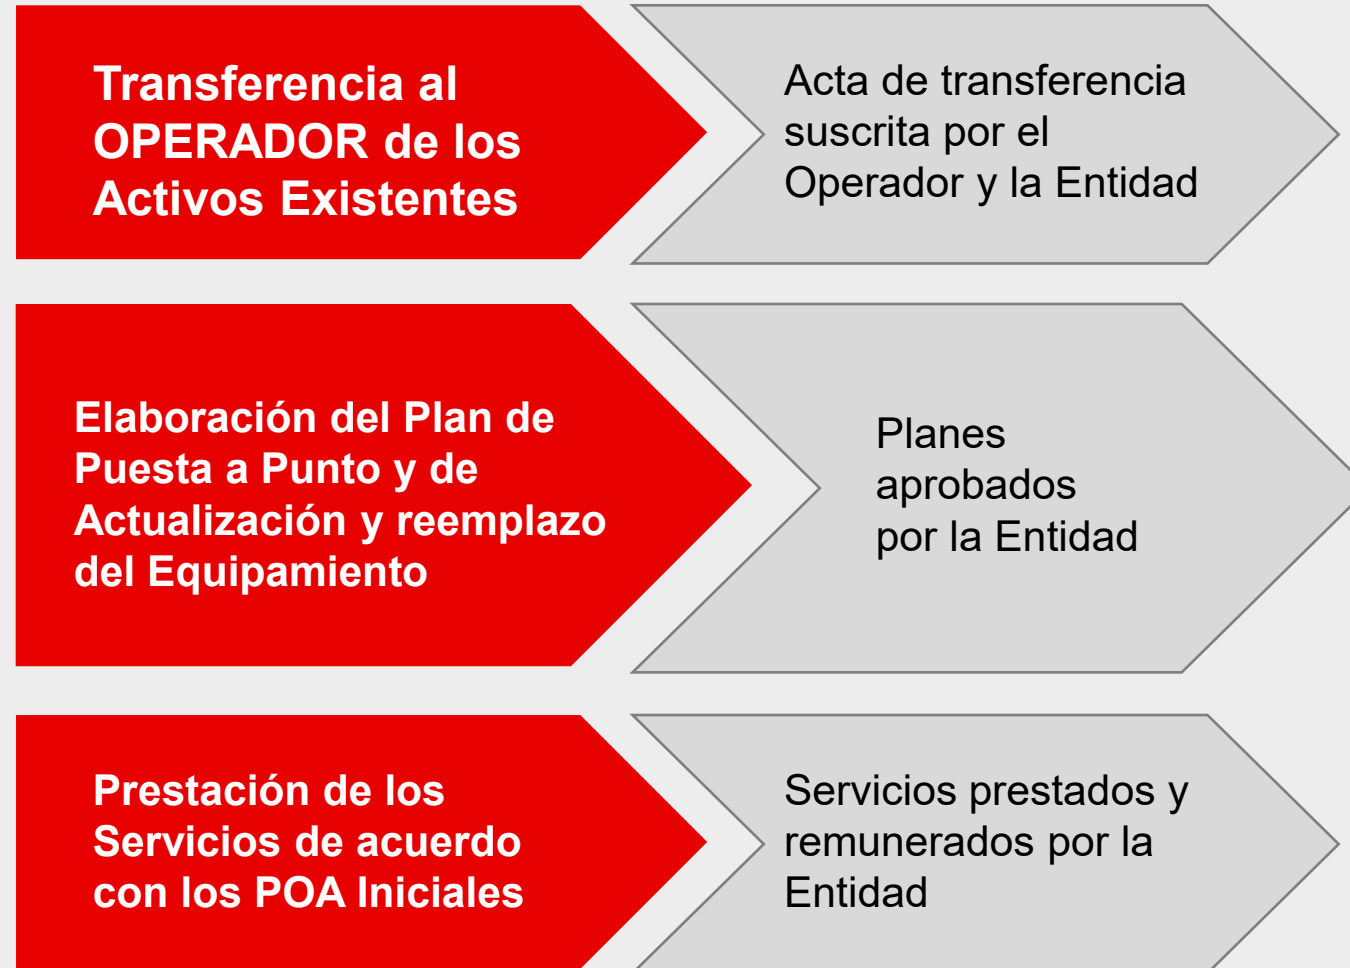 Transferencia al
OPERADOR de los
Activos Existentes
Acta de transferencia
suscrita por el
Operador y la Entidad
Elaboración del Plan de
Puesta a Punto y de
Actualización y reemplazo
del Equipamiento
Planes
aprobados
por la Entidad
Prestación de los
Servicios de acuerdo
con los POA Iniciales
Servicios prestados y
remunerados por la
Entidad